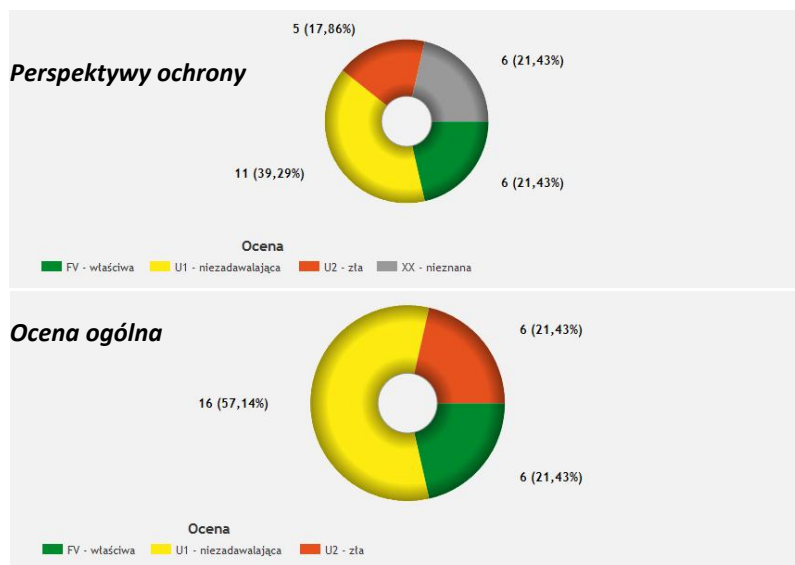 5 (17,86%)
6 (21,43%)
Perspektywy ochrony
11 (39,29%)
6 (21,43%)
Ocena
FV - właściwa U1 - niezadawalająca U2 - zła XX - nieznana
Ocena ogólna
6 (21,43%)
16 (57,14%)
6 (21,43%)
Ocena
FV - właściwa U1 - niezadawalająca U2 - zła